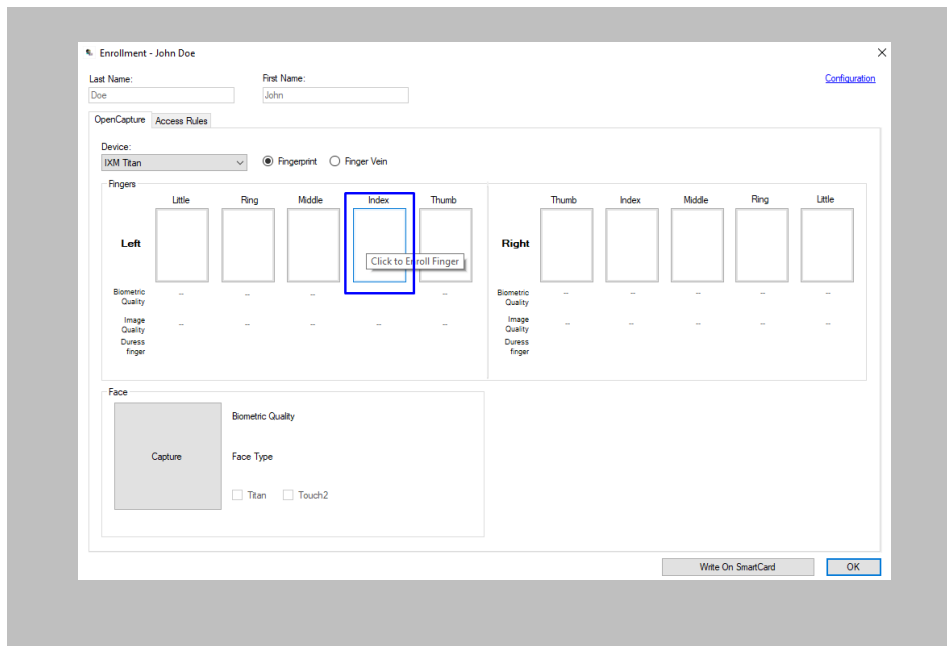 Enrollment - John Doe
Last Name: First Name: Configuration
Doe John
OpenCapture Access Rules
Device:
IXM Titan Fingerprint Finger Vein
Fingers
Little Ring Middle Index Thumb Thumb Index Middle Ring Little
Left Right
Click to Enroll Finger
Biometric Quality -- -- -- -- -- Biometric Quality -- -- -- -- --
Image Quality -- -- -- -- -- Image Quality -- -- -- -- --
Duress finger Duress finger
Face
Biometric Quality
Capture Face Type
Titan Touch2
Write On SmartCard OK